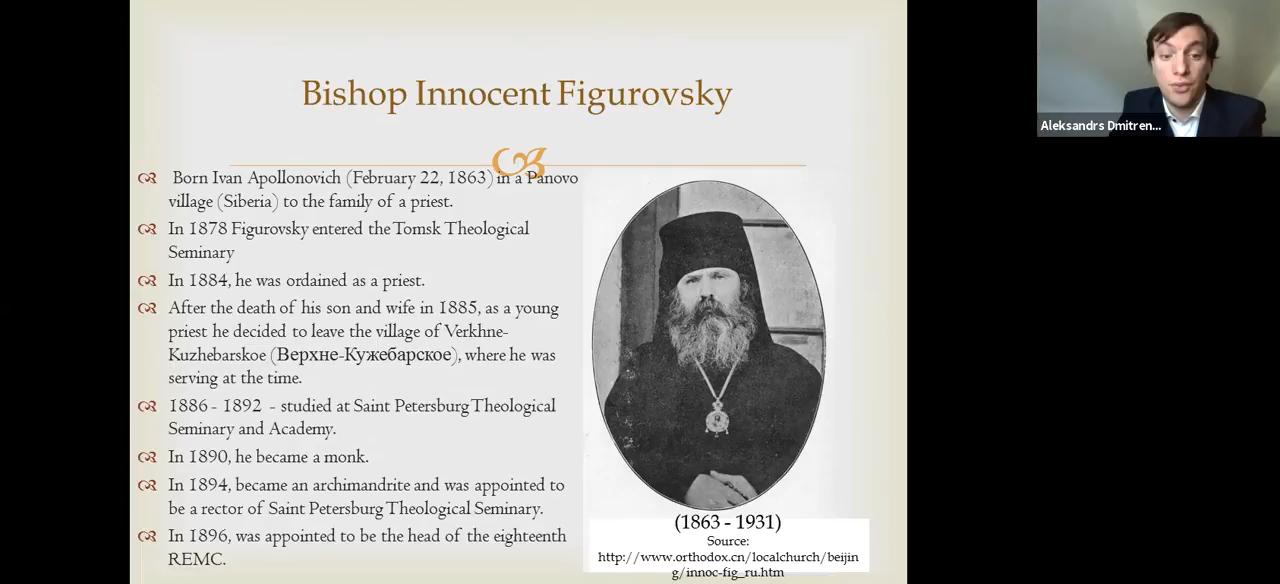 Bishop Innocent Figurovsky
Born Ivan Apollonovich (February 22, 1863) in a Panovo
village (Siberia) to the family of a priest.
In 1878 Figurovsky entered the Tomsk Theological
Seminary
In 1884, he was ordained as a priest.
After the death of his son and wife in 1885, as a young
priest he decided to leave the village of Verkhne-
Kuzhebarskoe (Верхне-Кужебарское), where he was
serving at the time.
1886 - 1892 - studied at Saint Petersburg Theological
Seminary and Academy.
In 1890, he became a monk.
In 1894, became an archimandrite and was appointed to
be a rector of Saint Petersburg Theological Seminary.
In 1896, was appointed to be the head of the eighteenth
REMC.
(1863 - 1931)
Source:
http://www.orthodox.cn/localchurch/beijin
g/innoc-fig_ru.htm
Aleksandrs Dmitren...